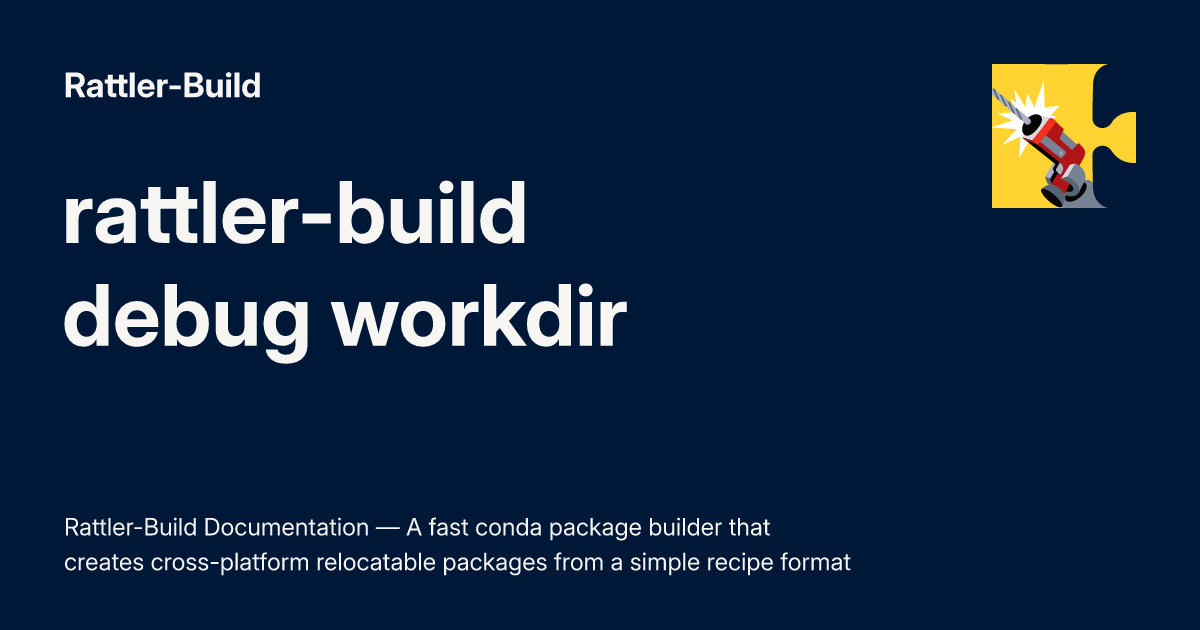 Rattler-Build
rattler-build
debug workdir
Rattler-Build Documentation — A fast conda package builder that
creates cross-platform relocatable packages from a simple recipe format